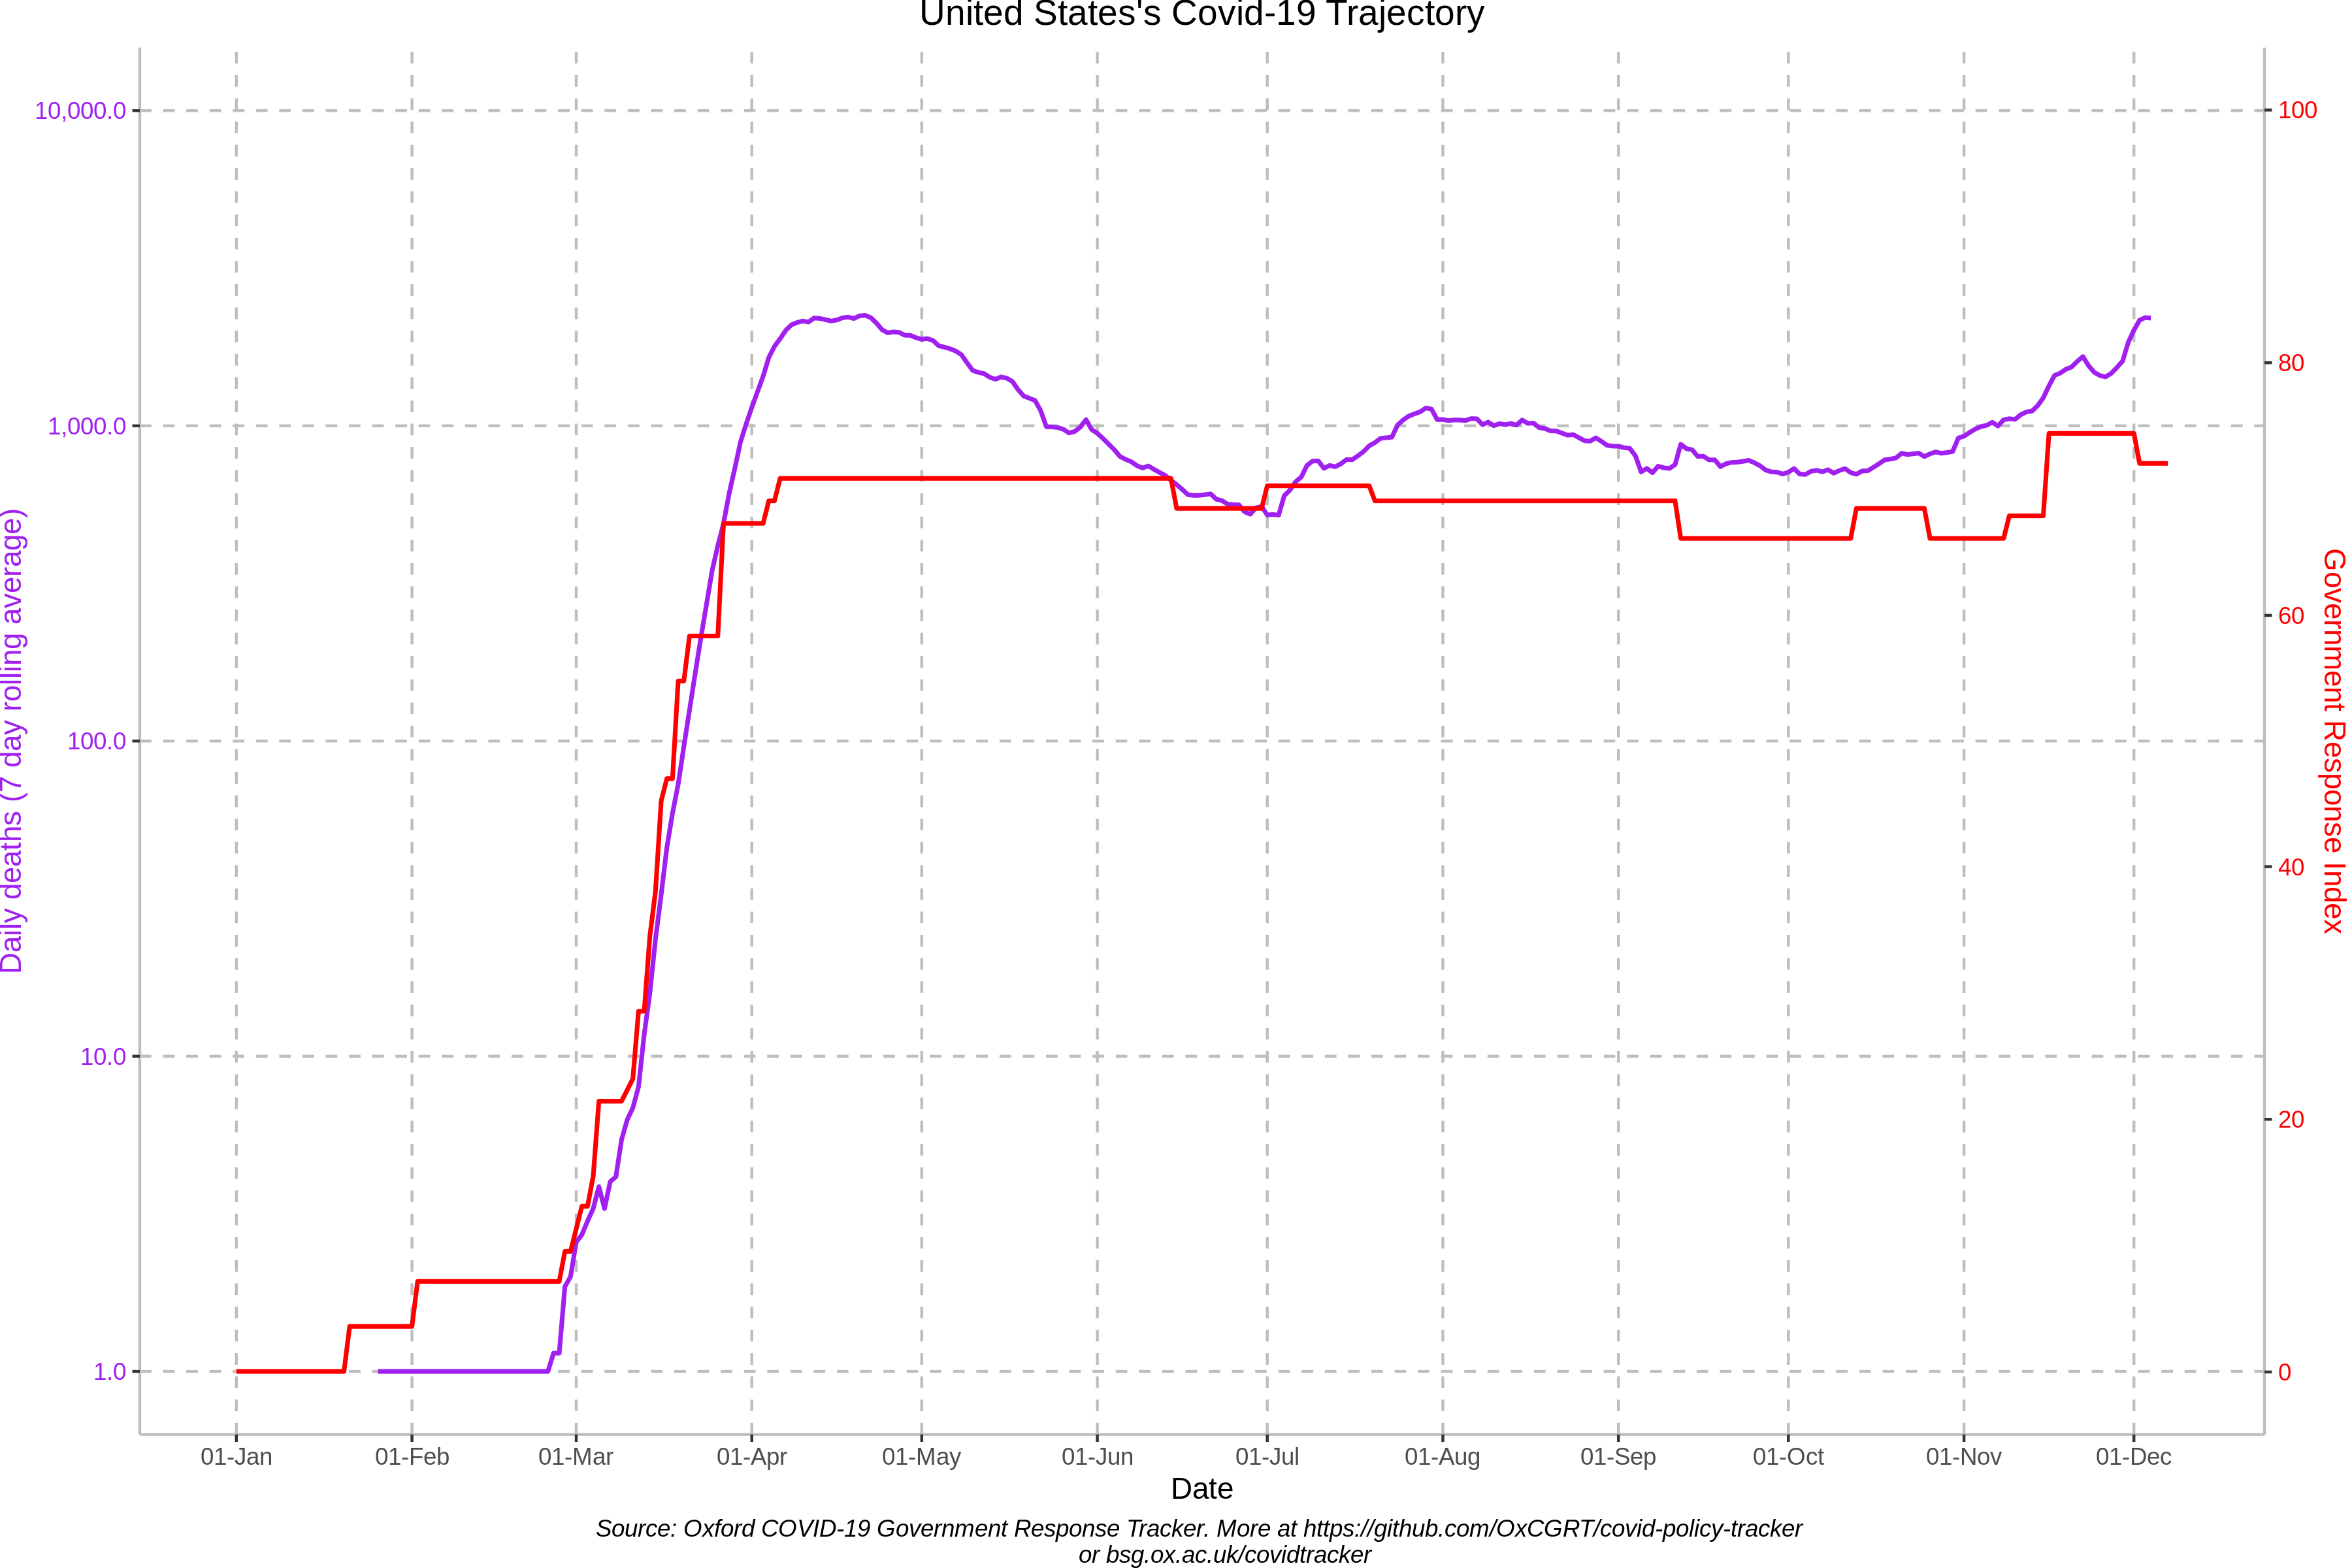 United States's Covid-19 Trajectory
10,000.0
1,000.0
100.0
10.0
1.0
Daily deaths (7 day rolling average)
100
80
60
40
20
0
Government Response Index
01-Jan 01-Feb 01-Mar 01-Apr 01-May 01-Jun 01-Jul 01-Aug 01-Sep 01-Oct 01-Nov 01-Dec
Date
Source: Oxford COVID-19 Government Response Tracker. More at https://github.com/OxCGRT/covid-policy-tracker
or bsg.ox.ac.uk/covidtracker